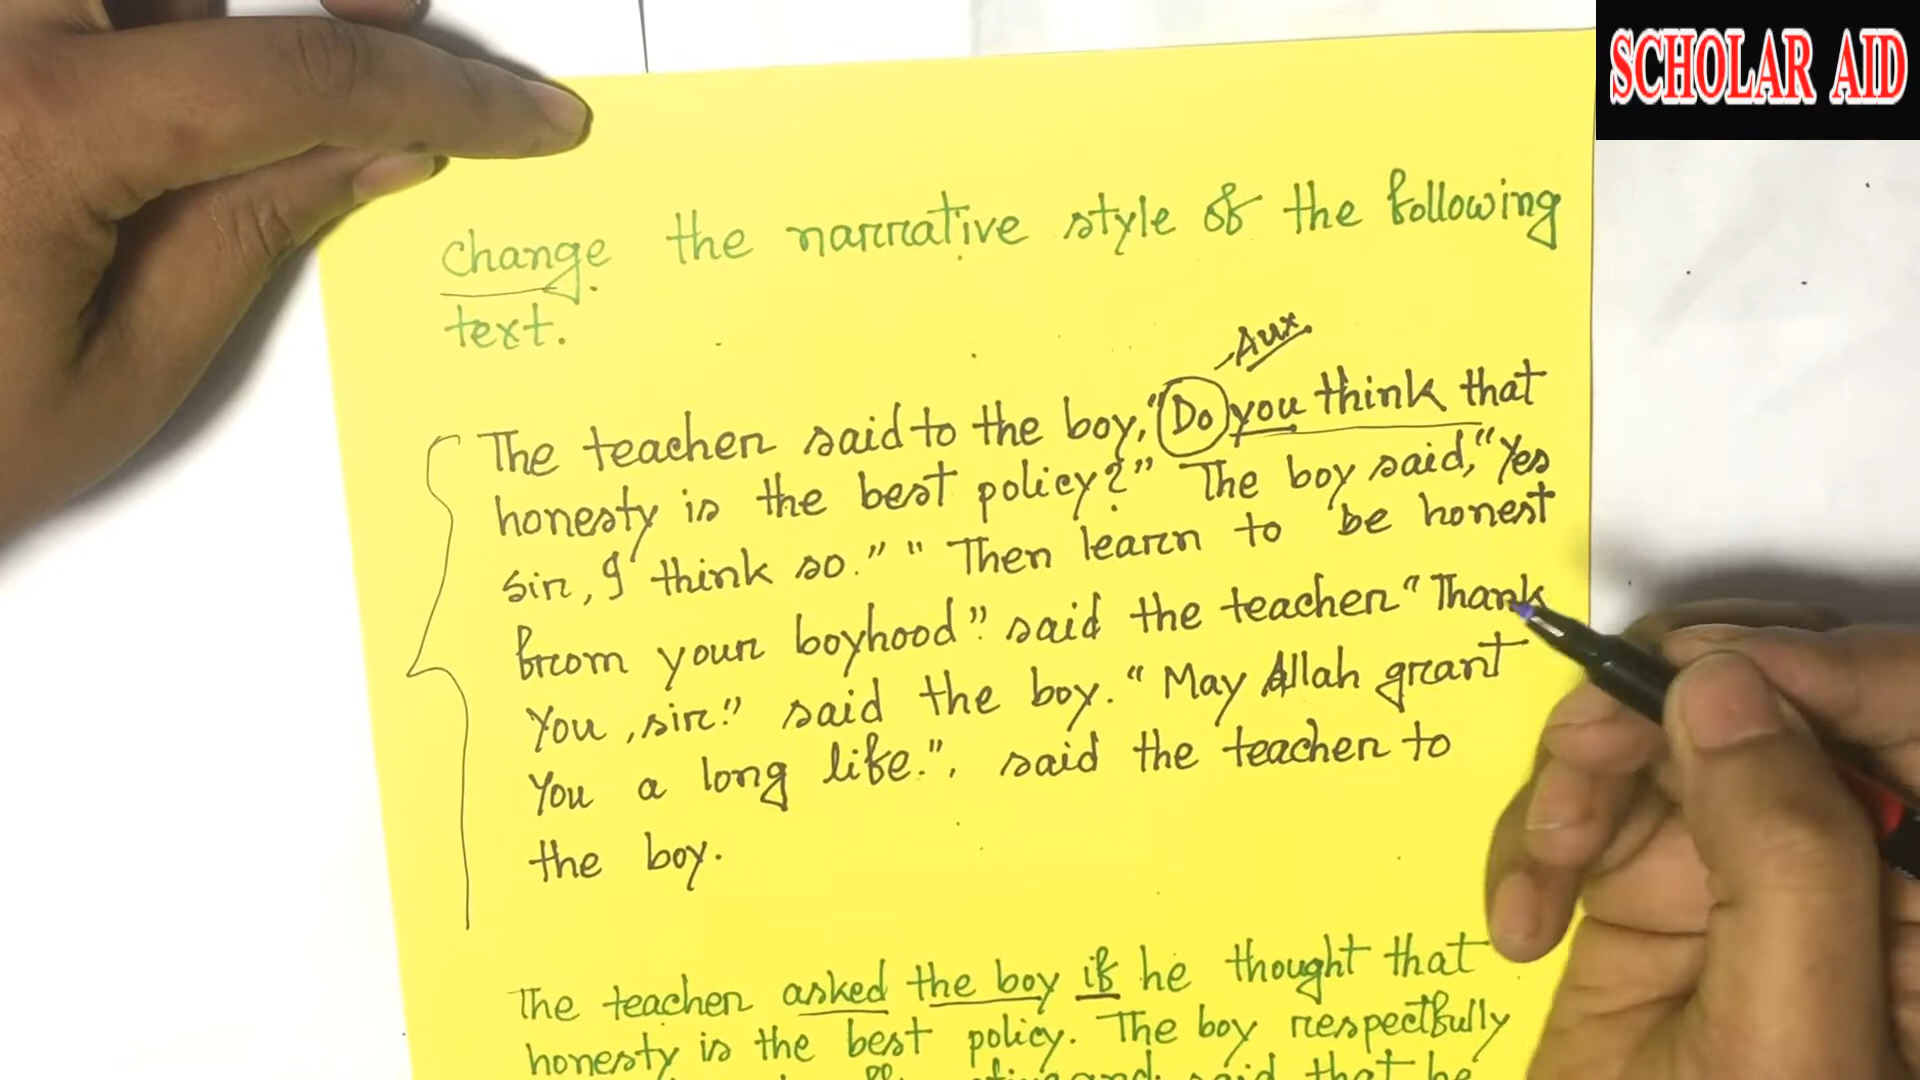 SCHOLAR AID
change the narrative style of the following
text.
Aux
The teacher said to the boy, "Do you think that
honesty is the best policy?" The boy said, "Yes
sir, I think so." "Then learn to be honest
from your boyhood". said the teacher "Thank
You, sir." said the boy. "May Allah grant
You a long life.". said the teacher to
the boy.
The teacher asked the boy if he thought that
honesty is the best policy. The boy respectfully
and said that he